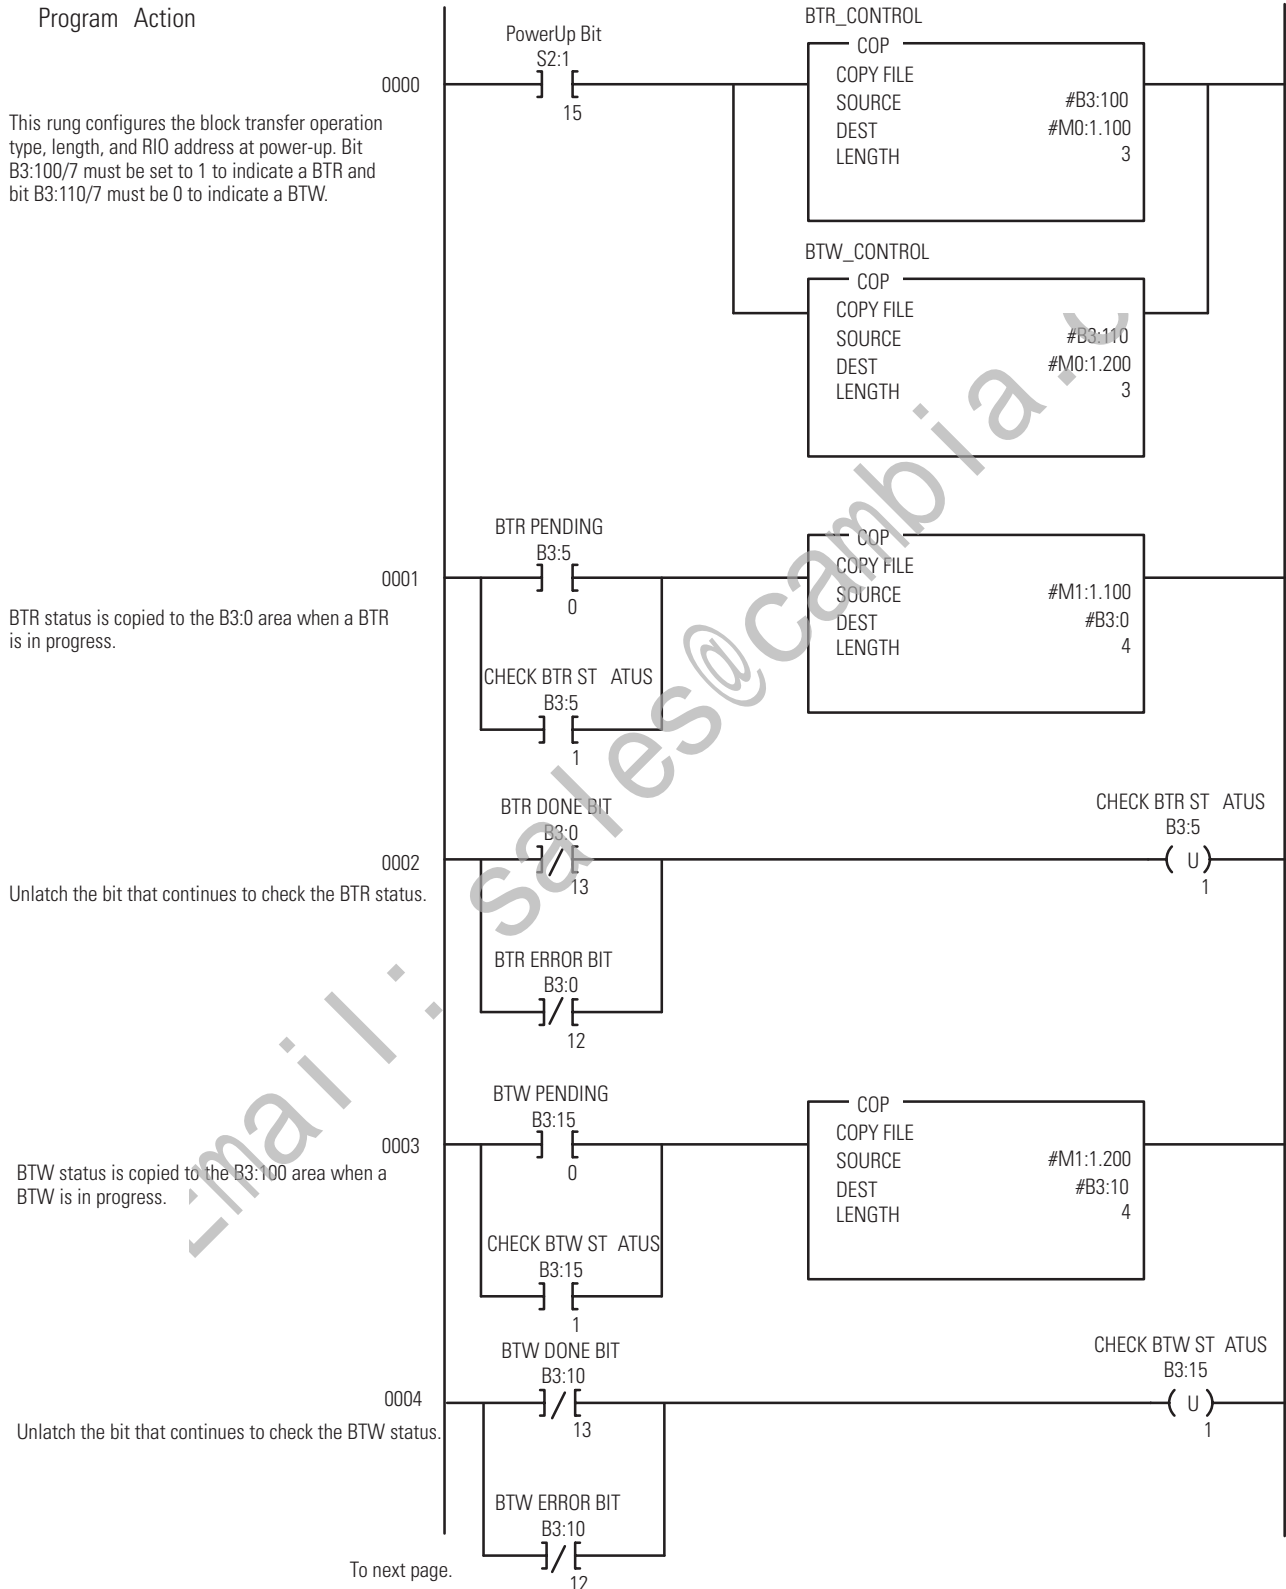 Program Action
PowerUp Bit
S2:1
15
0000
This rung configures the block transfer operation
type, length, and RIO address at power-up. Bit
B3:100/7 must be set to 1 to indicate a BTR and
bit B3:110/7 must be 0 to indicate a BTW.
BTR_CONTROL
COP
COPY FILE
SOURCE #B3:100
DEST #M0:1.100
LENGTH 3
BTW_CONTROL
COP
COPY FILE
SOURCE #B3:110
DEST #M0:1.200
LENGTH 3
BTR PENDING
B3:5
0
0001
BTR status is copied to the B3:0 area when a BTR
is in progress.
CHECK BTR ST ATUS
B3:5
1
COP
COPY FILE
SOURCE #M1:1.100
DEST #B3:0
LENGTH 4
BTR DONE BIT
B3:0
13
0002
Unlatch the bit that continues to check the BTR status.
CHECK BTR ST ATUS
B3:5
U
1
BTR ERROR BIT
B3:0
12
BTW PENDING
B3:15
0
0003
BTW status is copied to the B3:100 area when a
BTW is in progress.
CHECK BTW ST ATUS
B3:15
1
COP
COPY FILE
SOURCE #M1:1.200
DEST #B3:10
LENGTH 4
BTW DONE BIT
B3:10
13
0004
Unlatch the bit that continues to check the BTW status.
CHECK BTW ST ATUS
B3:15
U
1
BTW ERROR BIT
B3:10
12
To next page.
Email: sales@cambia.c